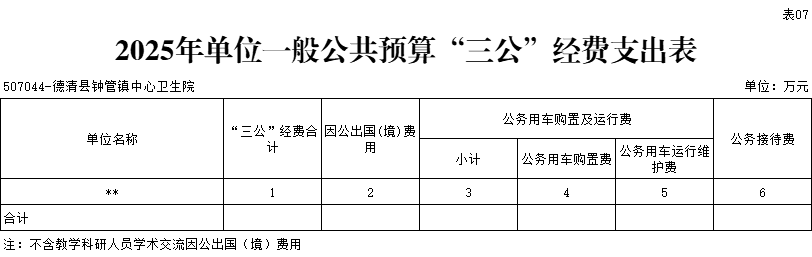 表07
2025年单位一般公共预算“三公”经费支出表
507044-德清县钟管镇中心卫生院
单位：万元
单位名称
“三公”经费合
计
因公出国(境)费
用
公务用车购置及运行费
小计
公务用车购置费
公务用车运行维
护费
公务接待费
**
1
2
3
4
5
6
合计
注：不含教学科研人员学术交流因公出国（境）费用